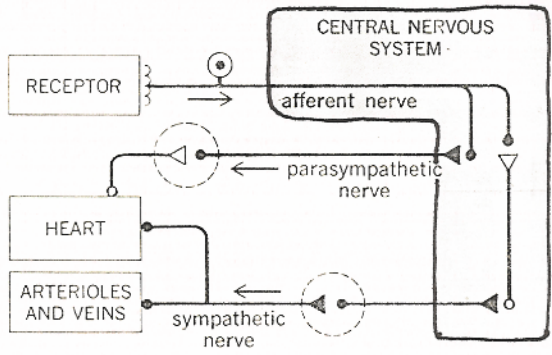 CENTRAL NERVOUS
SYSTEM
RECEPTOR
afferent nerve
parasympathetic
nerve
HEART
ARTERIOLES
AND VEINS
sympathetic
nerve